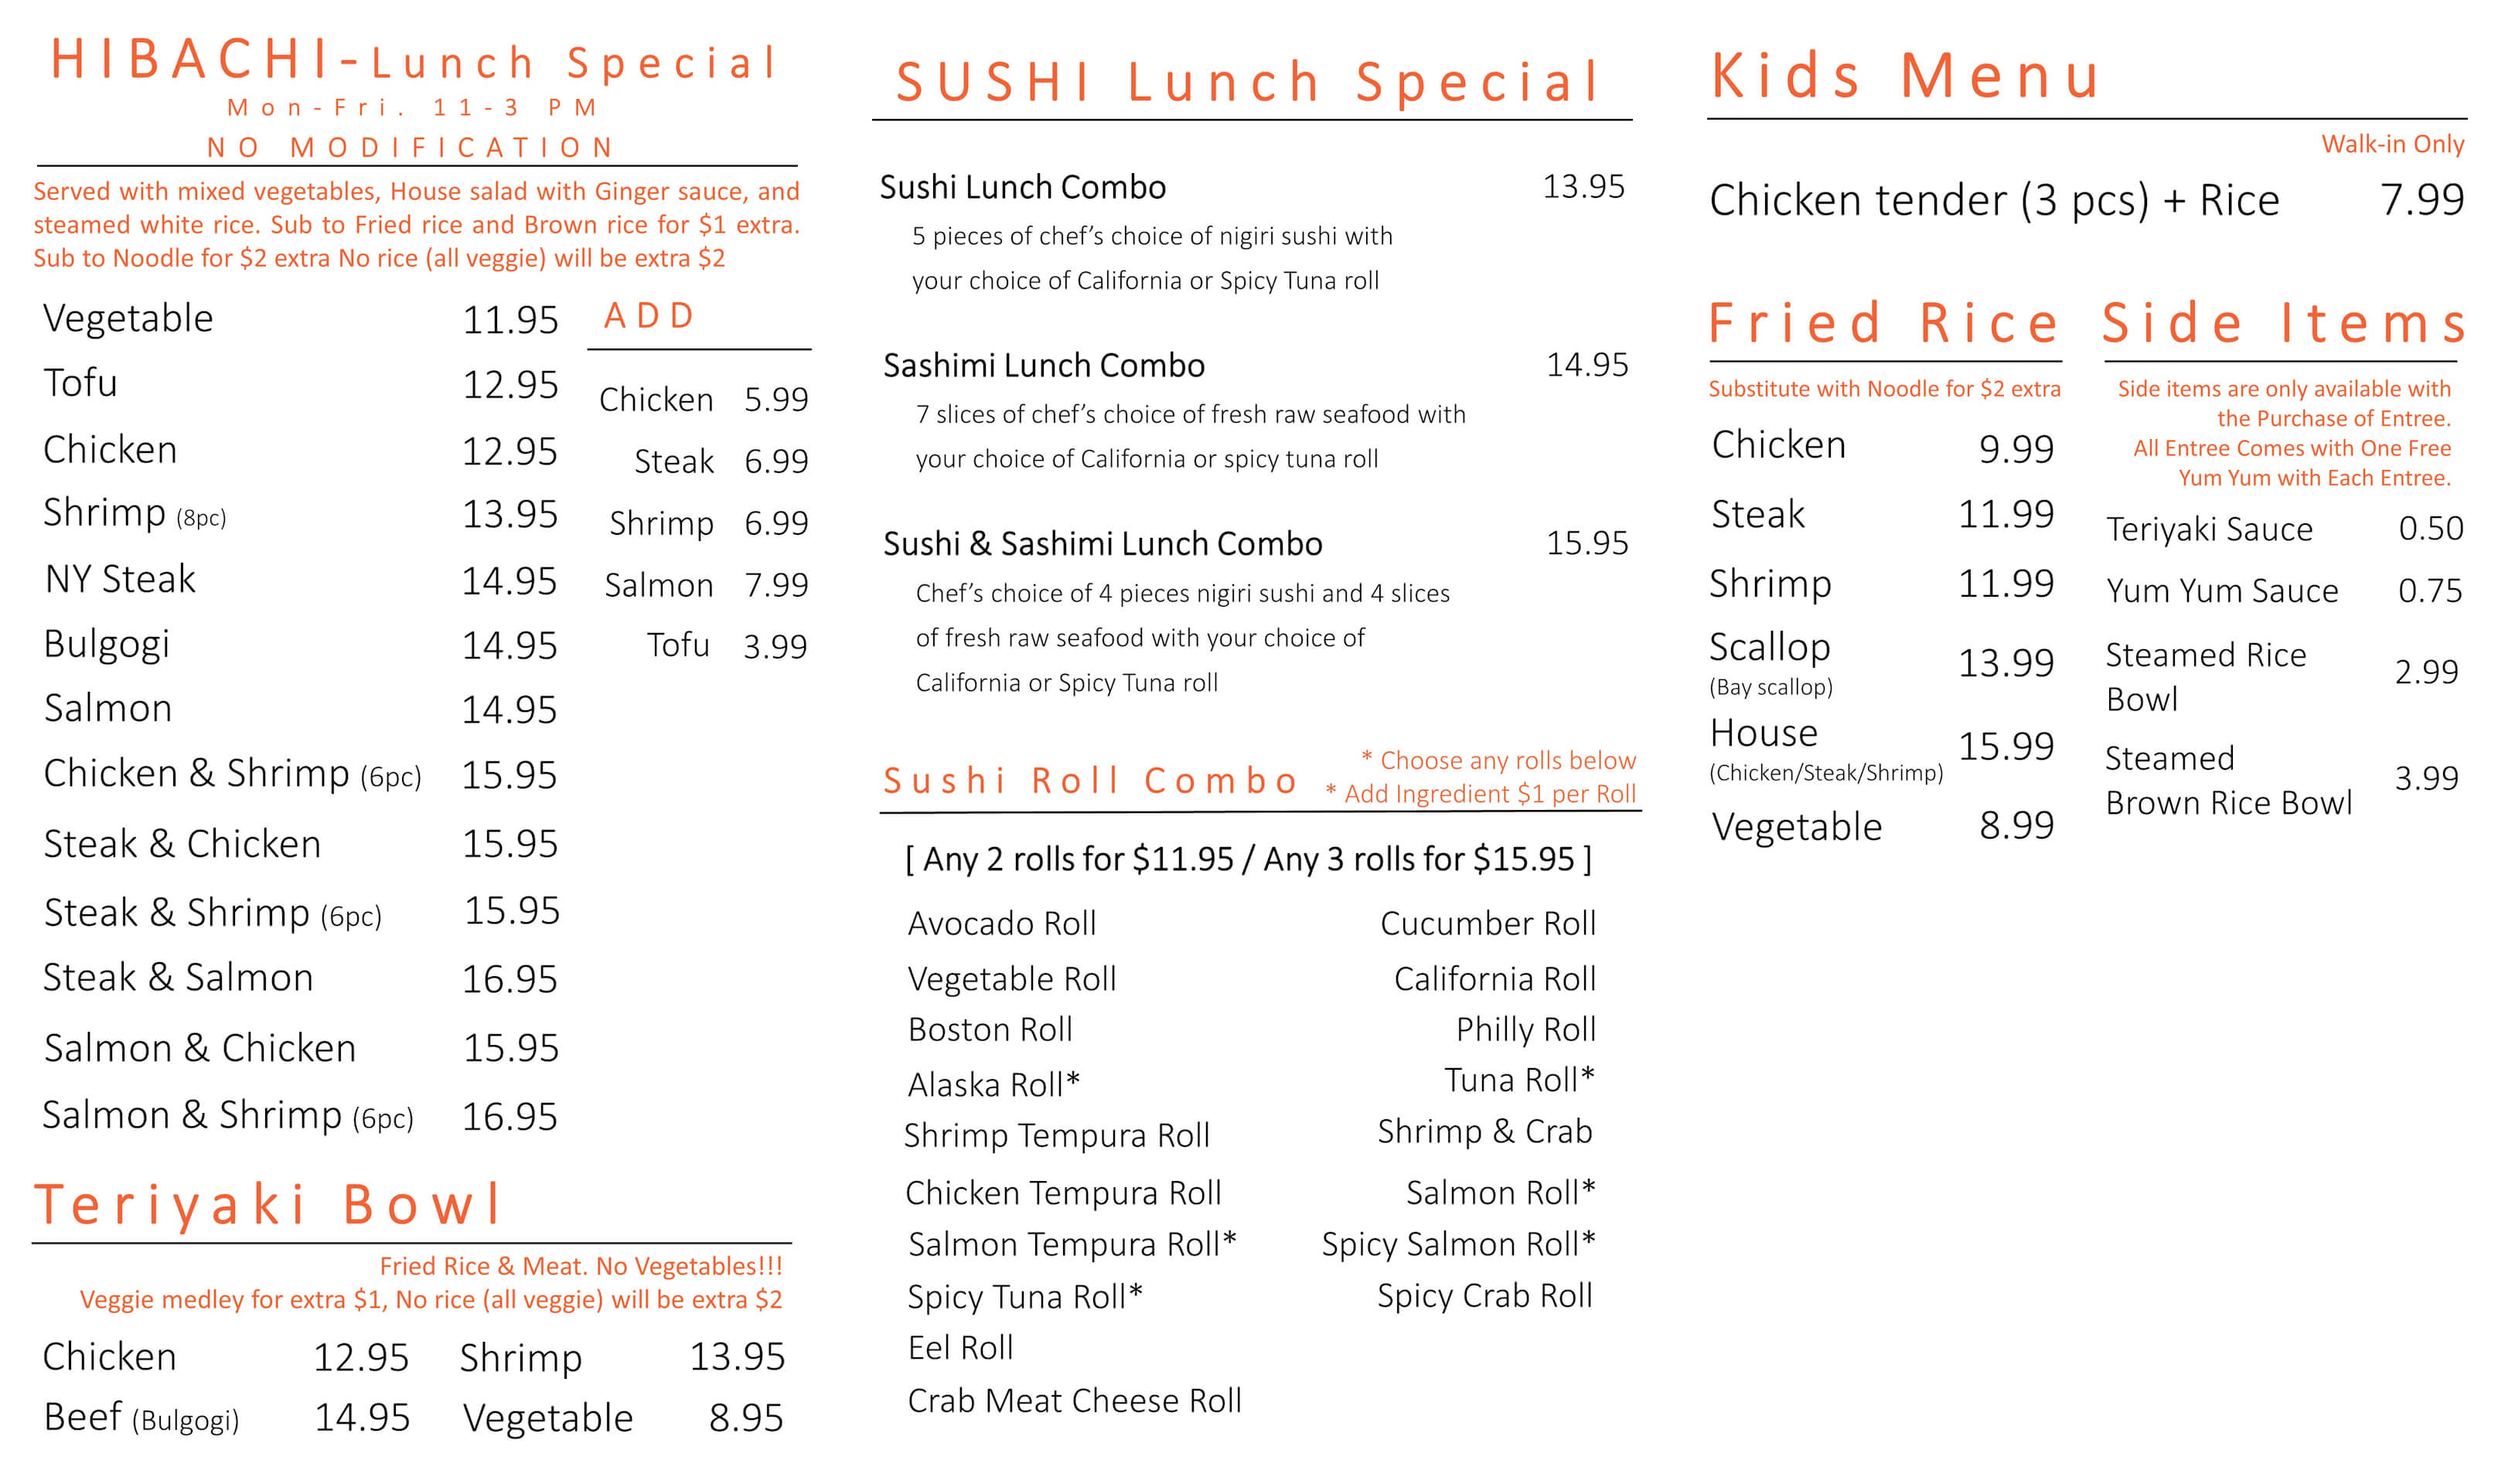 HIBACHI-Lunch Special
Mon-Fri. 11-3 PM
NO MODIFICATION
Served with mixed vegetables, House salad with Ginger sauce, and
steamed white rice. Sub to Fried rice and Brown rice for $1 extra.
Sub to Noodle for $2 extra No rice (all veggie) will be extra $2
Vegetable 11.95
Tofu 12.95
Chicken 12.95
Shrimp (8pc) 13.95
NY Steak 14.95
Bulgogi 14.95
Salmon 14.95
Chicken & Shrimp (6pc) 15.95
Steak & Chicken 15.95
Steak & Shrimp (6pc) 15.95
Steak & Salmon 16.95
Salmon & Chicken 15.95
Salmon & Shrimp (6pc) 16.95
ADD
Chicken 5.99
Steak 6.99
Shrimp 6.99
Salmon 7.99
Tofu 3.99
Teriyaki Bowl
Fried Rice & Meat. No Vegetables!!!
Veggie medley for extra $1, No rice (all veggie) will be extra $2
Chicken 12.95 Shrimp 13.95
Beef (Bulgogi) 14.95 Vegetable 8.95
SUSHI Lunch Special
Sushi Lunch Combo 13.95
5 pieces of chef’s choice of nigiri sushi with
your choice of California or Spicy Tuna roll
Sashimi Lunch Combo 14.95
7 slices of chef’s choice of fresh raw seafood with
your choice of California or spicy tuna roll
Sushi & Sashimi Lunch Combo 15.95
Chef’s choice of 4 pieces nigiri sushi and 4 slices
of fresh raw seafood with your choice of
California or Spicy Tuna roll
Sushi Roll Combo
* Choose any rolls below
* Add Ingredient $1 per Roll
[ Any 2 rolls for $11.95 / Any 3 rolls for $15.95 ]
Avocado Roll Cucumber Roll
Vegetable Roll California Roll
Boston Roll Philly Roll
Alaska Roll* Tuna Roll*
Shrimp Tempura Roll Shrimp & Crab
Chicken Tempura Roll Salmon Roll*
Salmon Tempura Roll* Spicy Salmon Roll*
Spicy Tuna Roll* Spicy Crab Roll
Eel Roll
Crab Meat Cheese Roll
Kids Menu
Walk-in Only
Chicken tender (3 pcs) + Rice 7.99
Fried Rice
Substitute with Noodle for $2 extra
Chicken 9.99
Steak 11.99
Shrimp 11.99
Scallop 13.99
(Bay scallop)
House 15.99
(Chicken/Steak/Shrimp)
Vegetable 8.99
Side Items
Side items are only available with
the Purchase of Entree.
All Entree Comes with One Free
Yum Yum with Each Entree.
Teriyaki Sauce 0.50
Yum Yum Sauce 0.75
Steamed Rice
Bowl 2.99
Steamed
Brown Rice Bowl 3.99